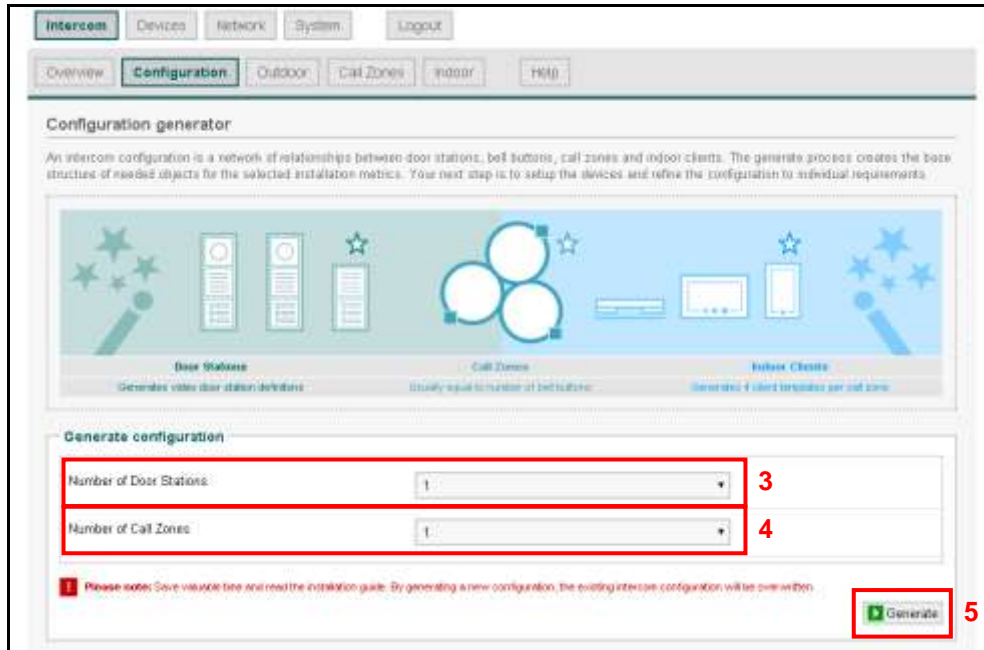 Intercom Devices Network System Logout
Overview Configuration Outdoor Call Zones Indoor Help
Configuration generator
An intercom configuration is a network of relationships between door stations, bell buttons, call zones and indoor clients. The generate process creates the base
structure of needed objects for the selected installation metrics. Your next step is to setup the devices and refine the configuration to individual requirements.
Door Stations Call Zones Indoor Clients
Generates video door station definitions Usually equal to number of bell buttons Generates 4 client templates per call zone
Generate configuration
Number of Door Stations 1 3
Number of Call Zones 1 4
! Please note: Save valuable time and read the installation guide. By generating a new configuration, the existing intercom configuration will be overwritten.
Generate 5